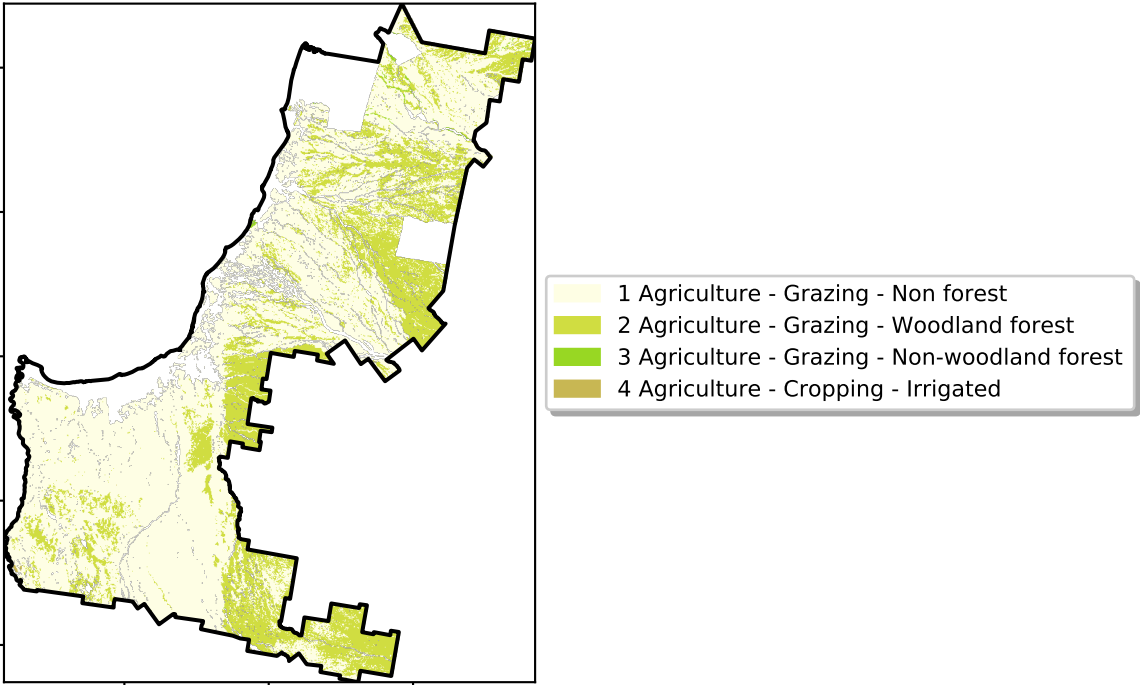 1 Agriculture - Grazing - Non forest
2 Agriculture - Grazing - Woodland forest
3 Agriculture - Grazing - Non-woodland forest
4 Agriculture - Cropping - Irrigated